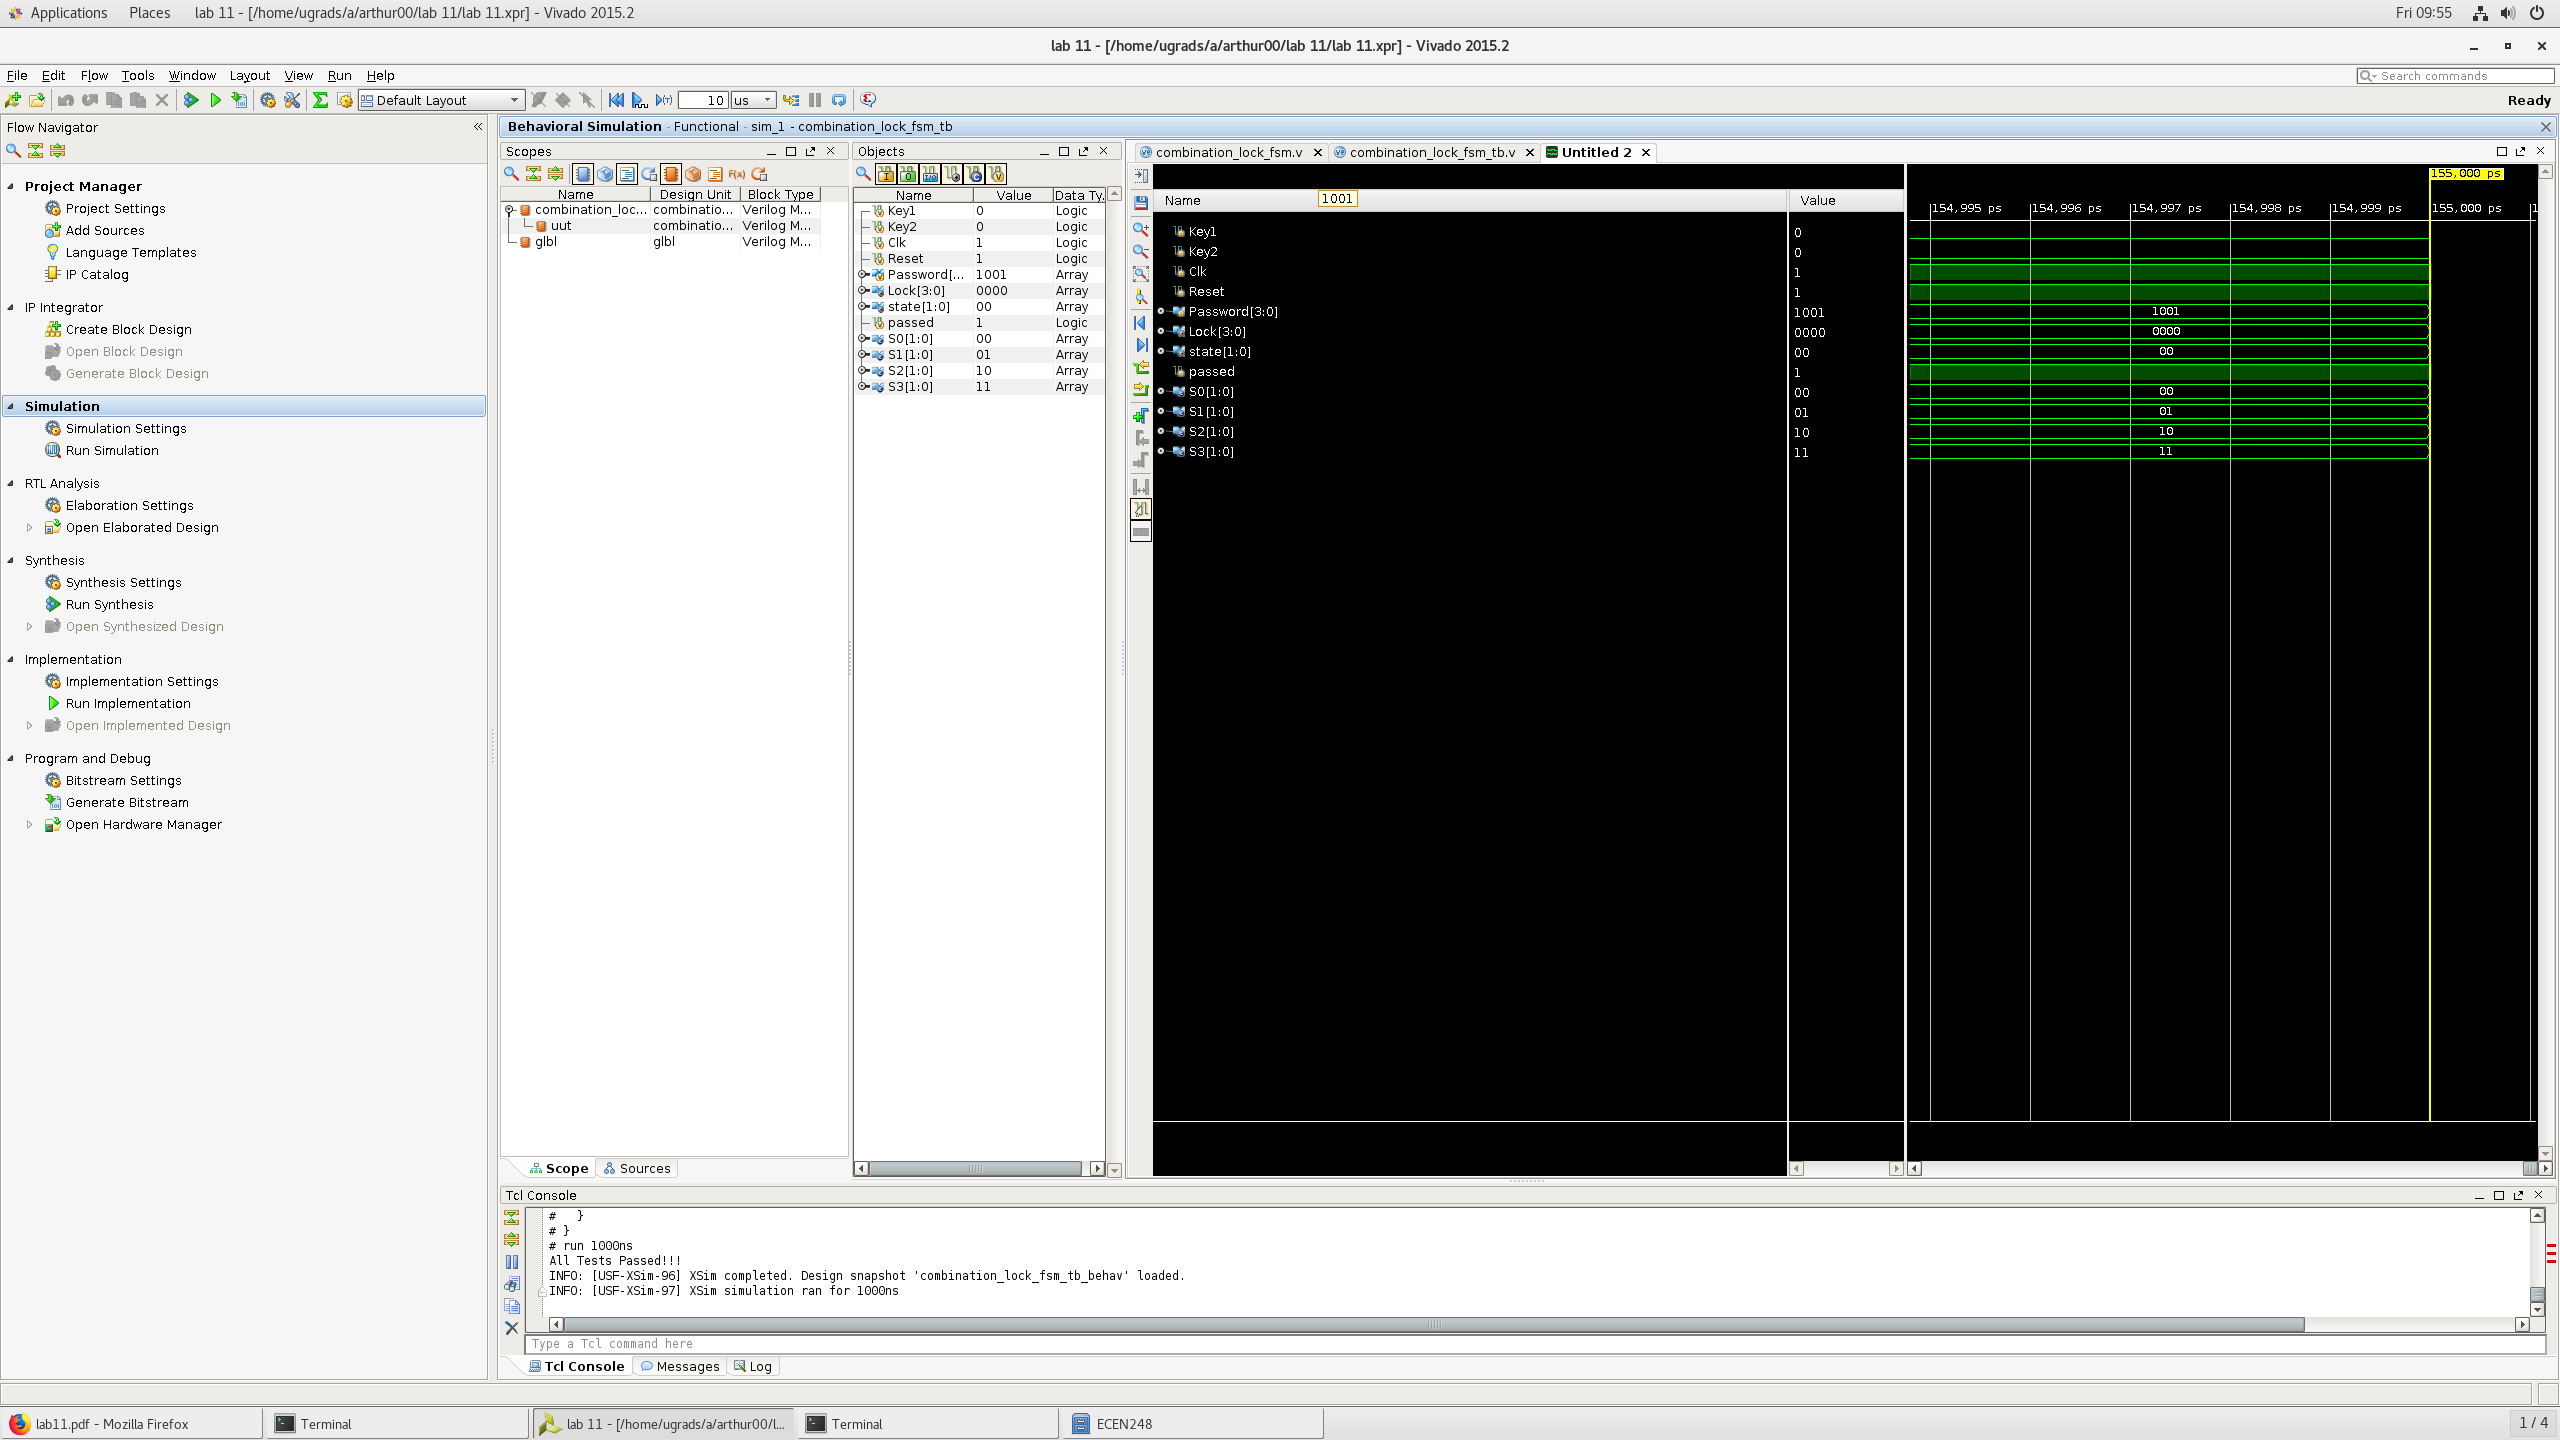 Applications Places lab 11 - [/home/ugrads/a/arthur00/lab 11/lab 11.xpr] - Vivado 2015.2 Fri 09:55
lab 11 - [/home/ugrads/a/arthur00/lab 11/lab 11.xpr] - Vivado 2015.2
File Edit Flow Tools Window Layout View Run Help Search commands
Default Layout 10 us Ready
Flow Navigator
Project Manager
Project Settings
Add Sources
Language Templates
IP Catalog
IP Integrator
Create Block Design
Open Block Design
Generate Block Design
Simulation
Simulation Settings
Run Simulation
RTL Analysis
Elaboration Settings
Open Elaborated Design
Synthesis
Synthesis Settings
Run Synthesis
Open Synthesized Design
Implementation
Implementation Settings
Run Implementation
Open Implemented Design
Program and Debug
Bitstream Settings
Generate Bitstream
Open Hardware Manager
Behavioral Simulation - Functional - sim_1 - combination_lock_fsm_tb
Scopes
Name Design Unit Block Type
combination_loc... combinatio... Verilog M...
uut combinatio... Verilog M...
glbl glbl Verilog M...
Scope Sources
Objects
Name Value Data Ty.
Key1 0 Logic
Key2 0 Logic
Clk 1 Logic
Reset 1 Logic
Password[... 1001 Array
Lock[3:0] 0000 Array
state[1:0] 00 Array
passed 1 Logic
S0[1:0] 00 Array
S1[1:0] 01 Array
S2[1:0] 10 Array
S3[1:0] 11 Array
combination_lock_fsm.v combination_lock_fsm_tb.v Untitled 2
155,000 ps
Name 1001 Value
154,995 ps 154,996 ps 154,997 ps 154,998 ps 154,999 ps 155,000 ps 1
Key1 0
Key2 0
Clk 1
Reset 1
Password[3:0] 1001 1001
Lock[3:0] 0000 0000
state[1:0] 00 00
passed 1
S0[1:0] 00 00
S1[1:0] 01 01
S2[1:0] 10 10
S3[1:0] 11 11
Tcl Console
# }
# }
# run 1000ns
All Tests Passed!!!
INFO: [USF-XSim-96] XSim completed. Design snapshot 'combination_lock_fsm_tb_behav' loaded.
INFO: [USF-XSim-97] XSim simulation ran for 1000ns
Type a Tcl command here
Tcl Console Messages Log
lab11.pdf - Mozilla Firefox Terminal lab 11 - [/home/ugrads/a/arthur00/l... Terminal ECEN248 1 / 4